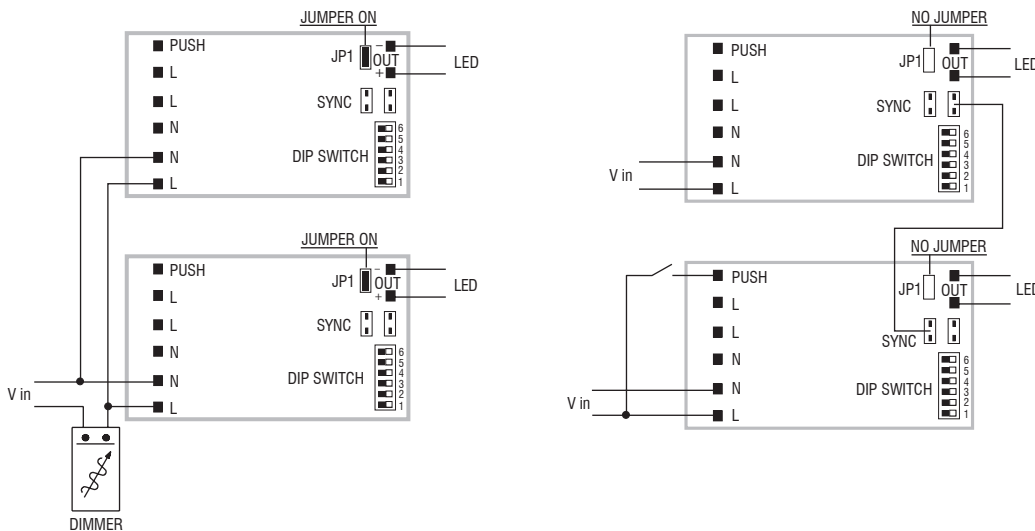 JUMPER ON
PUSH
JP1
–
OUT
+
LED
L
L
SYNC
N
DIP SWITCH
6
5
4
3
2
1
N
L
JUMPER ON
PUSH
JP1
–
OUT
+
LED
L
L
SYNC
N
DIP SWITCH
6
5
4
3
2
1
N
L
V in
DIMMER
NO JUMPER
PUSH
JP1
OUT
LED
L
L
SYNC
N
DIP SWITCH
6
5
4
3
2
1
N
L
V in
NO JUMPER
PUSH
JP1
OUT
LED
L
L
SYNC
N
DIP SWITCH
6
5
4
3
2
1
N
L
V in